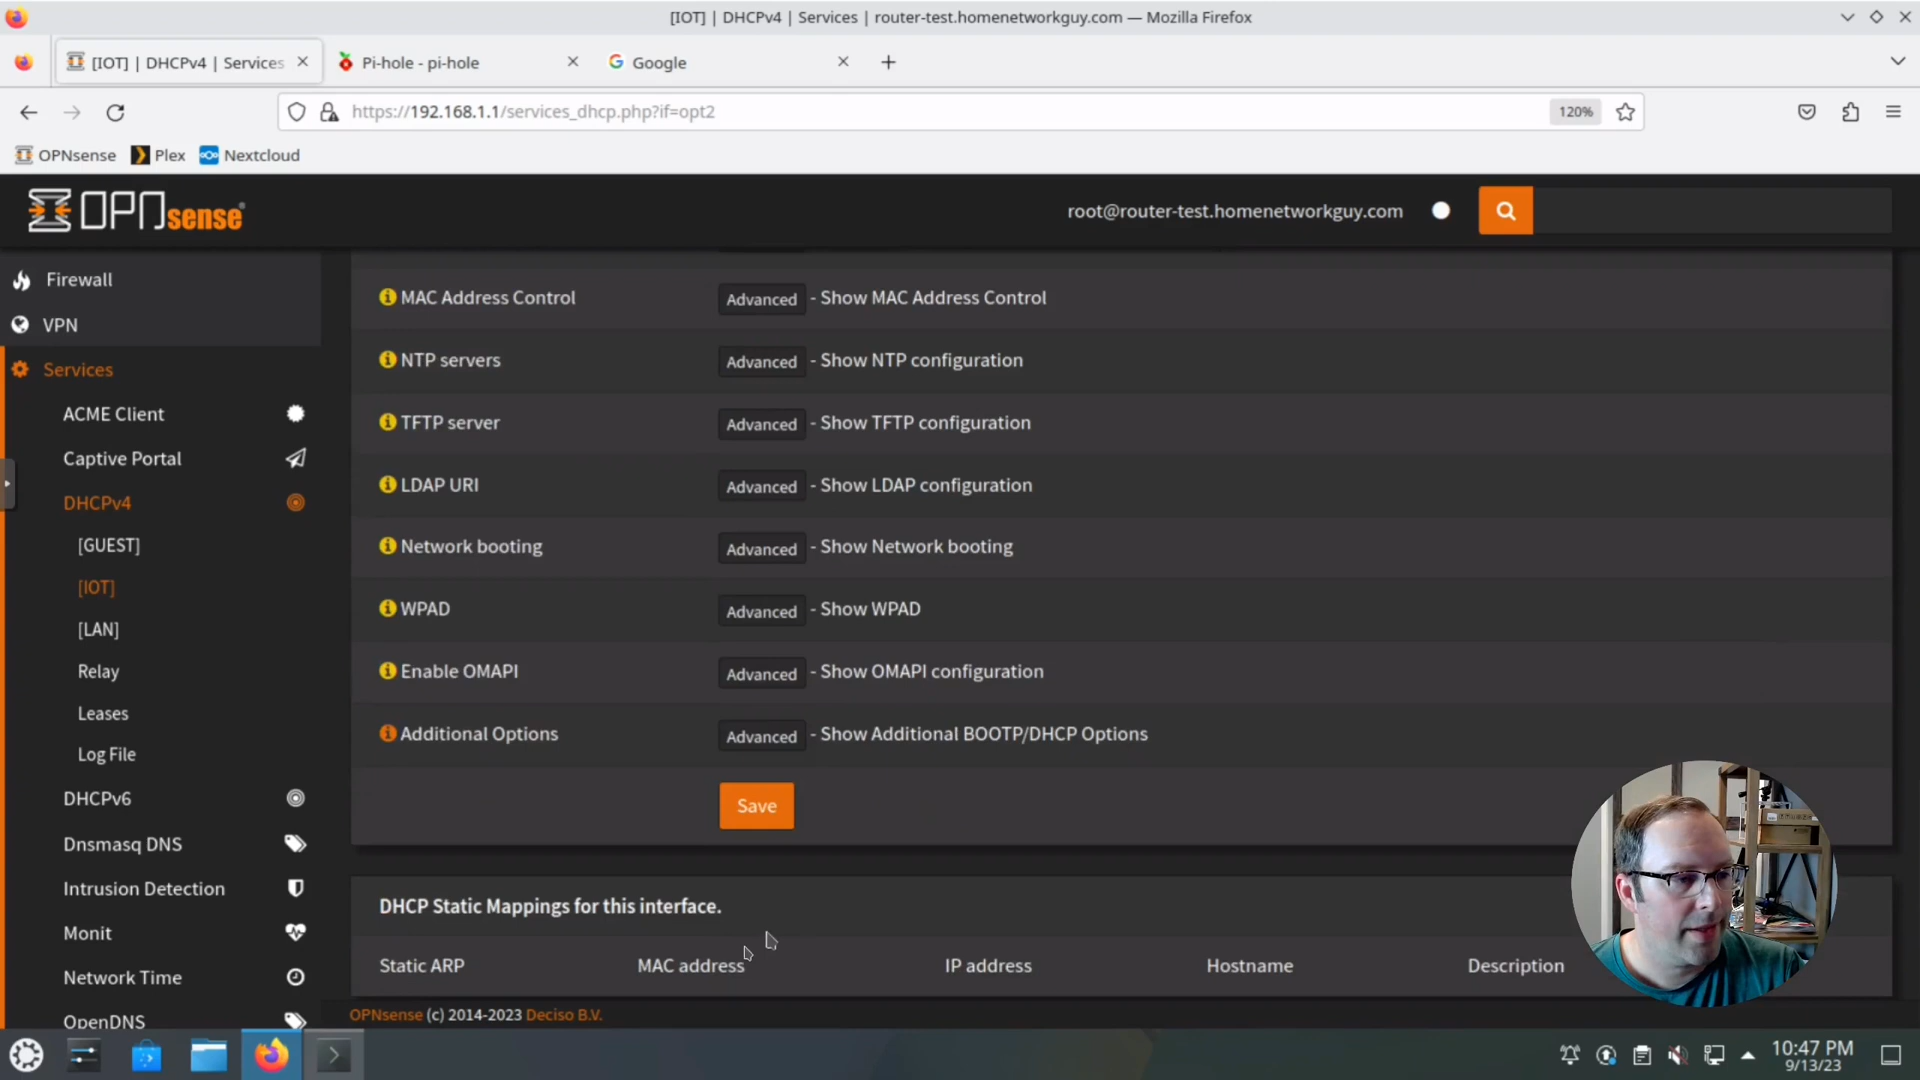 [IOT] | DHCPv4 | Services | router-test.homenetworkguy.com — Mozilla Firefox
[IOT] | DHCPv4 | Services
Pi-hole - pi-hole
Google
https://192.168.1.1/services_dhcp.php?if=opt2
120%
OPNsense
Plex
Nextcloud
OPNsense
root@router-test.homenetworkguy.com
Firewall
VPN
Services
ACME Client
Captive Portal
DHCPv4
[GUEST]
[IOT]
[LAN]
Relay
Leases
Log File
DHCPv6
Dnsmasq DNS
Intrusion Detection
Monit
Network Time
OpenDNS
MAC Address Control Advanced - Show MAC Address Control
NTP servers Advanced - Show NTP configuration
TFTP server Advanced - Show TFTP configuration
LDAP URI Advanced - Show LDAP configuration
Network booting Advanced - Show Network booting
WPAD Advanced - Show WPAD
Enable OMAPI Advanced - Show OMAPI configuration
Additional Options Advanced - Show Additional BOOTP/DHCP Options
Save
DHCP Static Mappings for this interface.
Static ARP MAC address IP address Hostname Description
OPNsense (c) 2014-2023 Deciso B.V.
10:47 PM
9/13/23